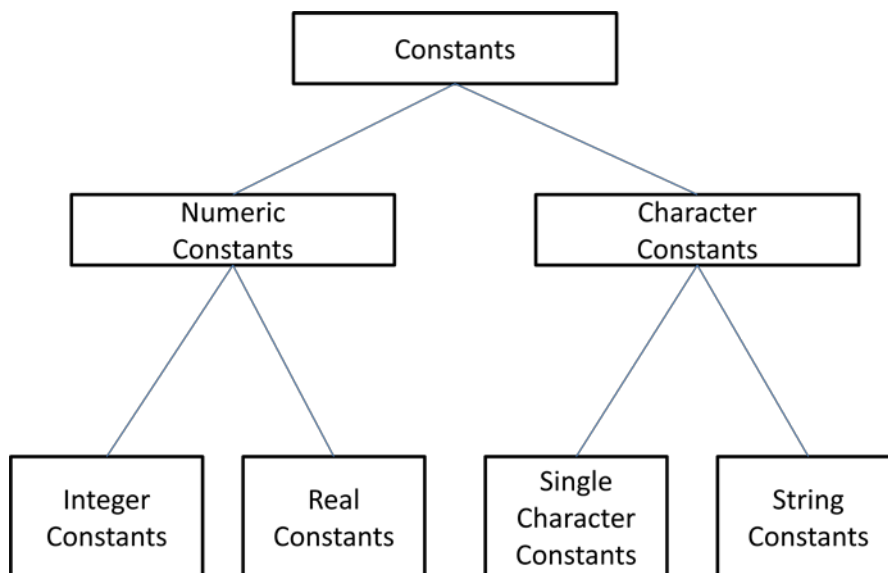 Constants
Numeric
Constants
Character
Constants
Integer
Constants
Real
Constants
Single
Character
Constants
String
Constants